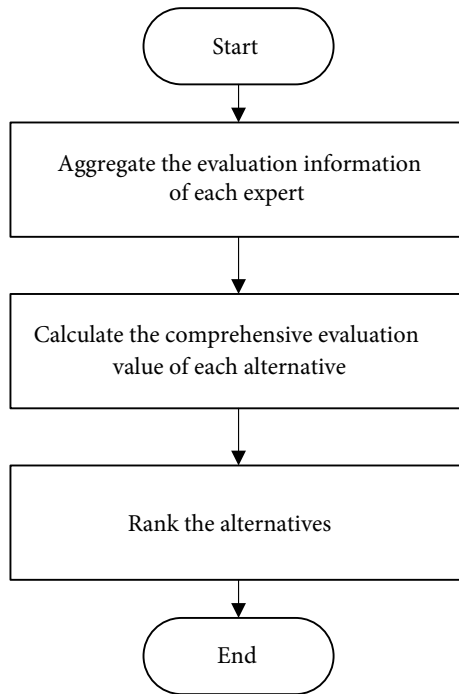 Start
Aggregate the evaluation information
of each expert
Calculate the comprehensive evaluation
value of each alternative
Rank the alternatives
End